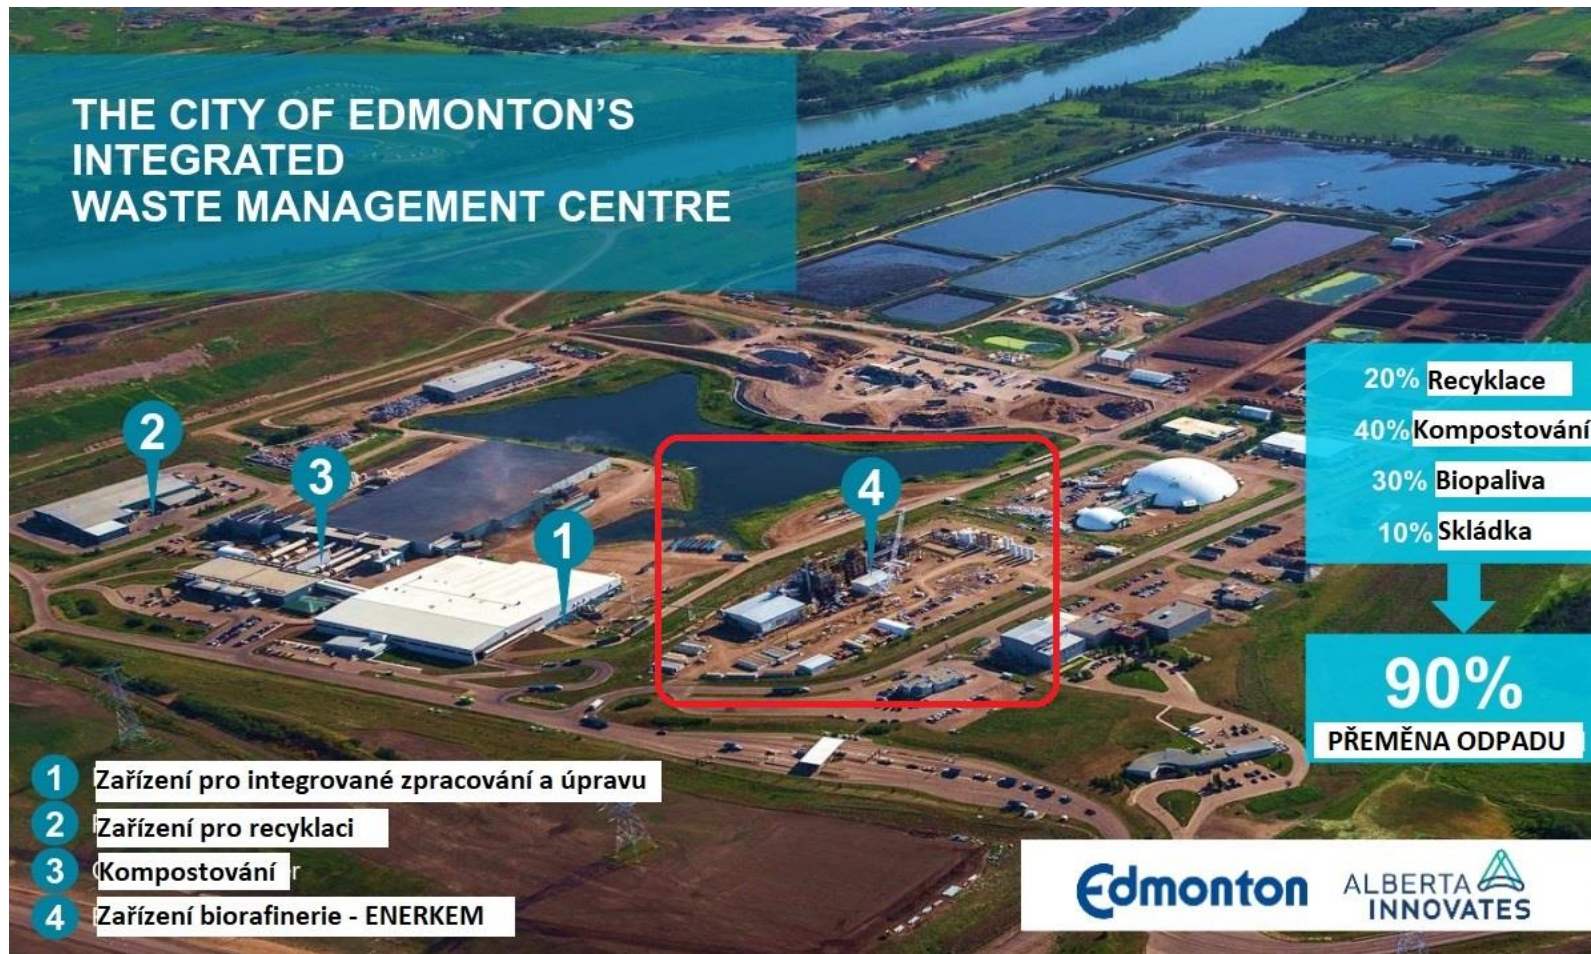 THE CITY OF EDMONTON'S
INTEGRATED
WASTE MANAGEMENT CENTRE
2
3
1
4
20% Recyklace
40% Kompostování
30% Biopaliva
10% Skládka
90%
PŘEMĚNA ODPADU
1 Zařízení pro integrované zpracování a úpravu
2 Zařízení pro recyklaci
3 Kompostování
4 Zařízení biorafinerie - ENERKEM
Edmonton
ALBERTA
INNOVATES